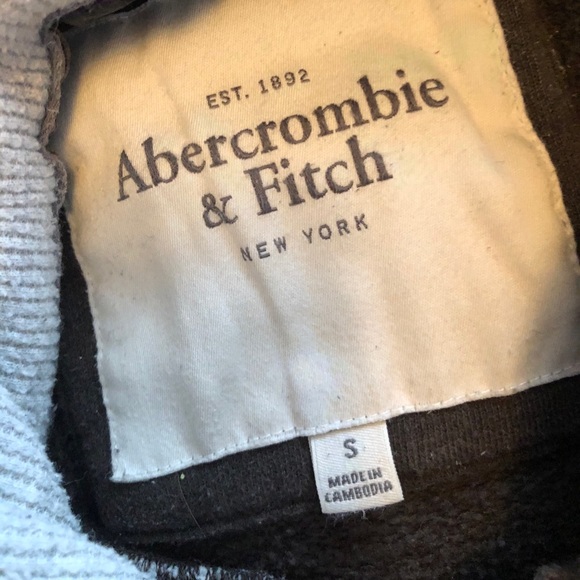 EST. 1892
Abercrombie
& Fitch
NEW YORK
S
MADE IN
CAMBODIA